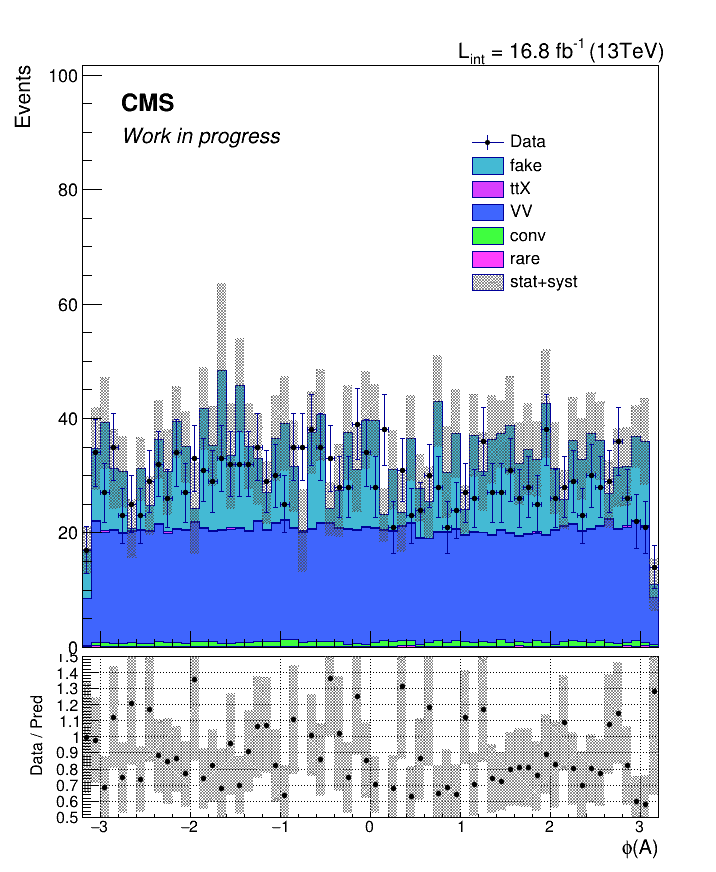 L_int = 16.8 fb^-1 (13TeV)
Events
100
CMS
Work in progress
Data
fake
ttX
VV
conv
rare
stat+syst
80
60
40
20
0
Data / Pred
1.5
1.4
1.3
1.2
1.1
1
0.9
0.8
0.7
0.6
0.5
−3 −2 −1 0 1 2 3
ϕ(A)